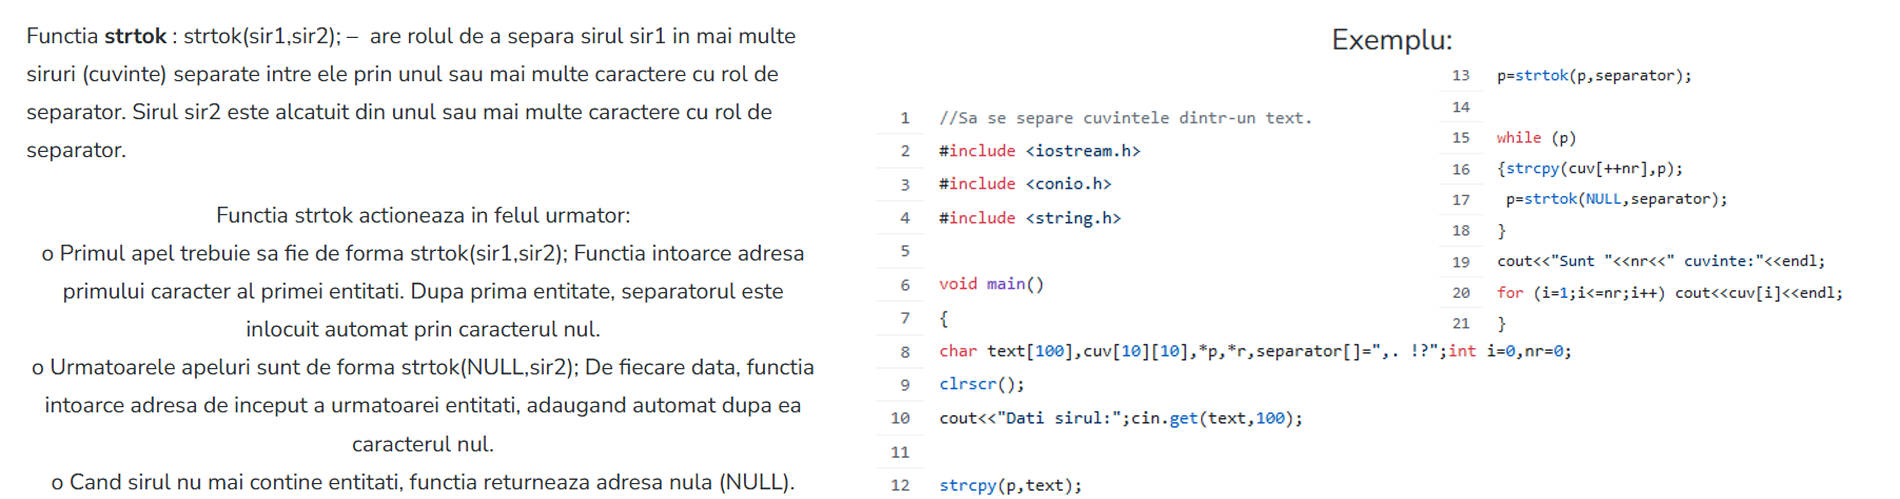 Functia strtok : strtok(sir1,sir2); – are rolul de a separa sirul sir1 in mai multe
siruri (cuvinte) separate intre ele prin unul sau mai multe caractere cu rol de
separator. Sirul sir2 este alcatuit din unul sau mai multe caractere cu rol de
separator.
Functia strtok actioneaza in felul urmator:
o Primul apel trebuie sa fie de forma strtok(sir1,sir2); Functia intoarce adresa
primului caracter al primei entitati. Dupa prima entitate, separatorul este
inlocuit automat prin caracterul nul.
o Urmatoarele apeluri sunt de forma strtok(NULL,sir2); De fiecare data, functia
intoarce adresa de inceput a urmatoarei entitati, adaugand automat dupa ea
caracterul nul.
o Cand sirul nu mai contine entitati, functia returneaza adresa nula (NULL).
Exemplu:
1 //Sa se separe cuvintele dintr-un text.
2 #include <iostream.h>
3 #include <conio.h>
4 #include <string.h>
5
6 void main()
7 {
8 char text[100],cuv[10][10],*p,*r,separator[]=",. !?";int i=0,nr=0;
9 clrscr();
10 cout<<"Dati sirul:";cin.get(text,100);
11
12 strcpy(p,text);
13 p=strtok(p,separator);
14
15 while (p)
16 {strcpy(cuv[++nr],p);
17 p=strtok(NULL,separator);
18 }
19 cout<<"Sunt "<<nr<<" cuvinte:"<<endl;
20 for (i=1;i<=nr;i++) cout<<cuv[i]<<endl;
21 }